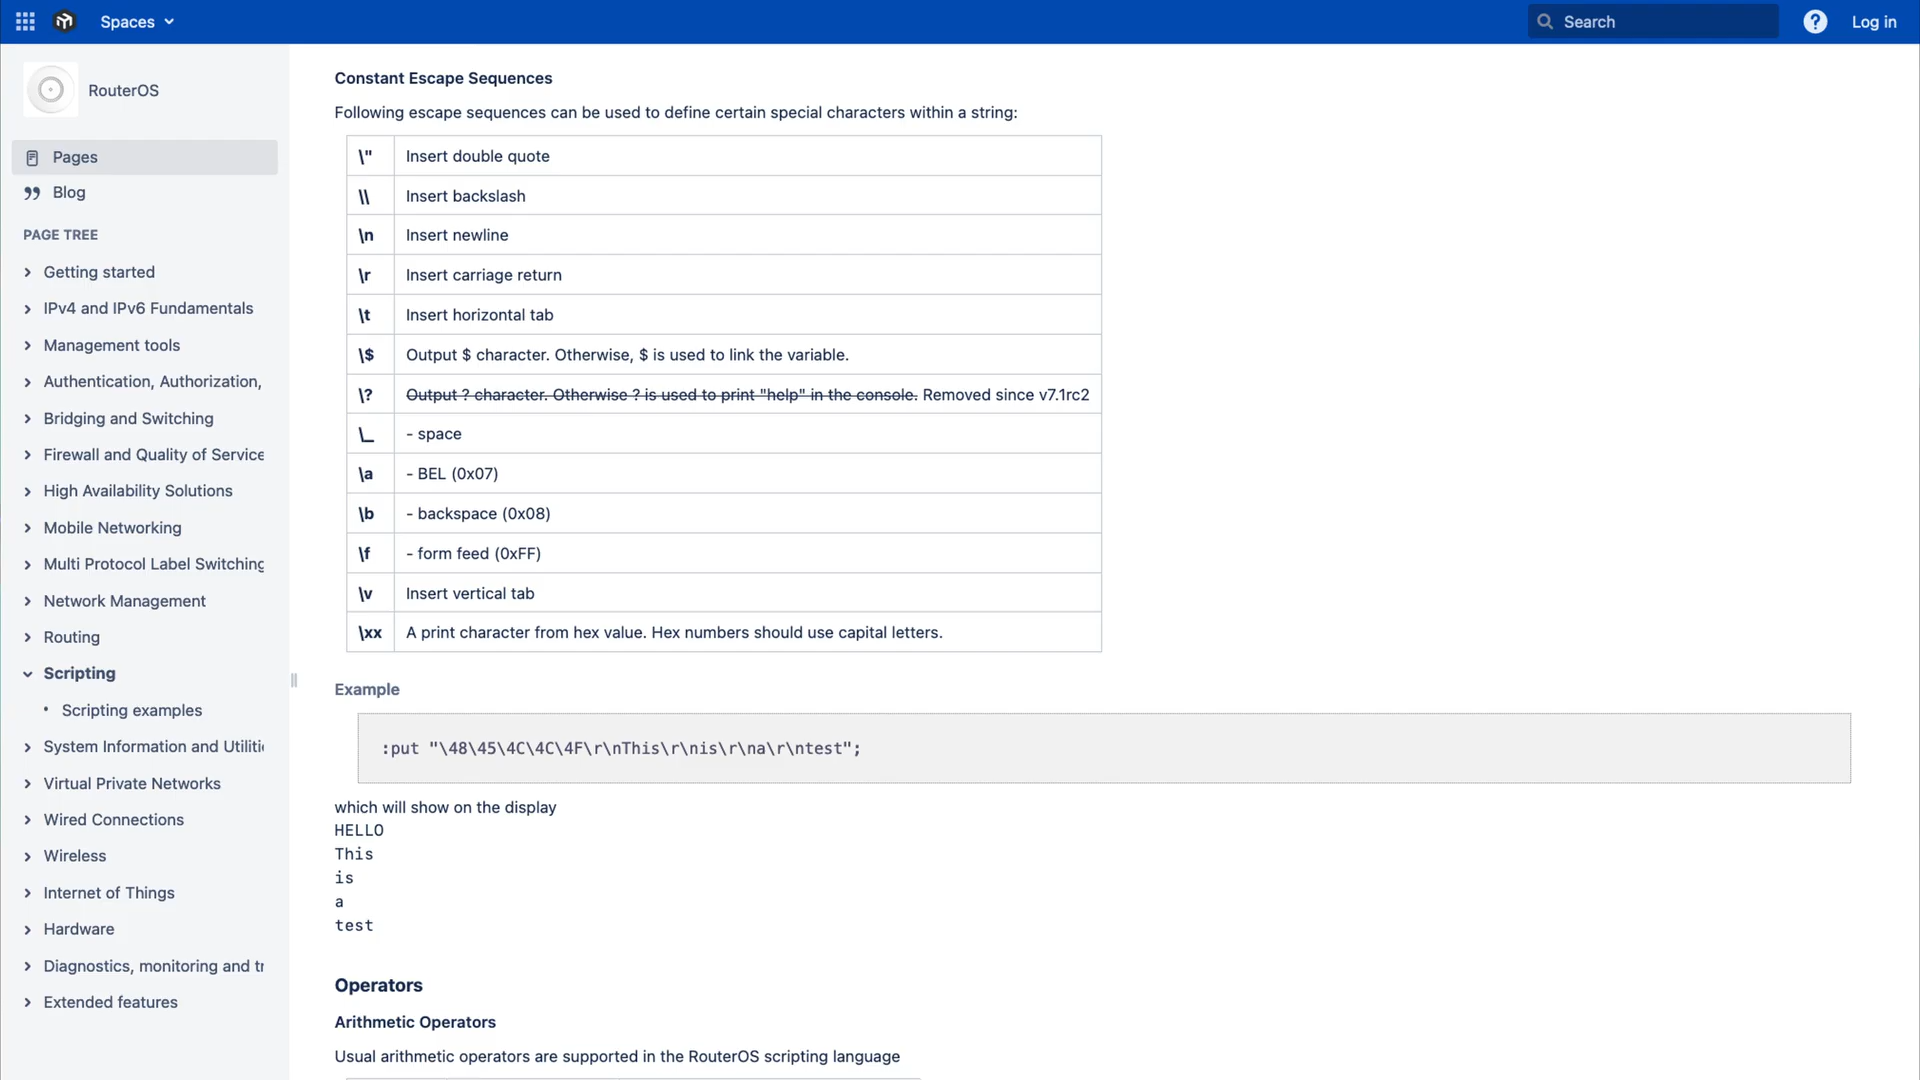 Spaces
Search
?
Log in
RouterOS
Pages
Blog
PAGE TREE
Getting started
IPv4 and IPv6 Fundamentals
Management tools
Authentication, Authorization,
Bridging and Switching
Firewall and Quality of Service
High Availability Solutions
Mobile Networking
Multi Protocol Label Switching
Network Management
Routing
Scripting
Scripting examples
System Information and Utilitie
Virtual Private Networks
Wired Connections
Wireless
Internet of Things
Hardware
Diagnostics, monitoring and tr
Extended features
Constant Escape Sequences
Following escape sequences can be used to define certain special characters within a string:
\" Insert double quote
\\ Insert backslash
\n Insert newline
\r Insert carriage return
\t Insert horizontal tab
\$ Output $ character. Otherwise, $ is used to link the variable.
\? Output ? character. Otherwise ? is used to print "help" in the console. Removed since v7.1rc2
\_ - space
\a - BEL (0x07)
\b - backspace (0x08)
\f - form feed (0xFF)
\v Insert vertical tab
\xx A print character from hex value. Hex numbers should use capital letters.
Example
:put "\48\45\4C\4C\4F\r\nThis\r\nis\r\na\r\ntest";
which will show on the display
HELLO
This
is
a
test
Operators
Arithmetic Operators
Usual arithmetic operators are supported in the RouterOS scripting language